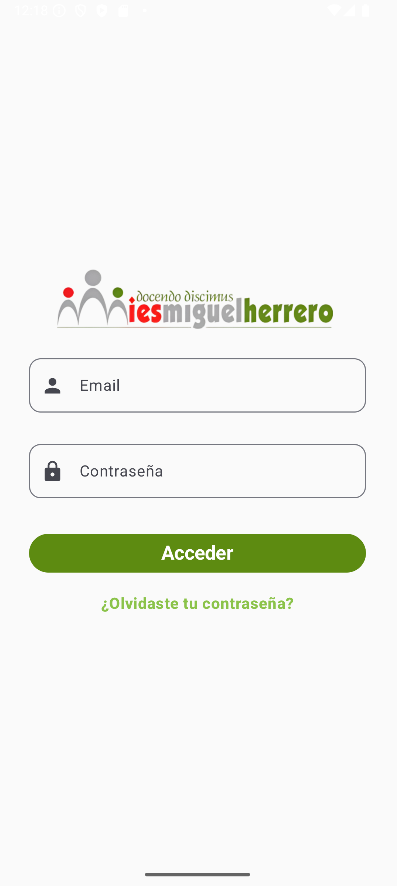 docendo discimus
iesmiguelherrero
Email
Contraseña
Acceder
¿Olvidaste tu contraseña?